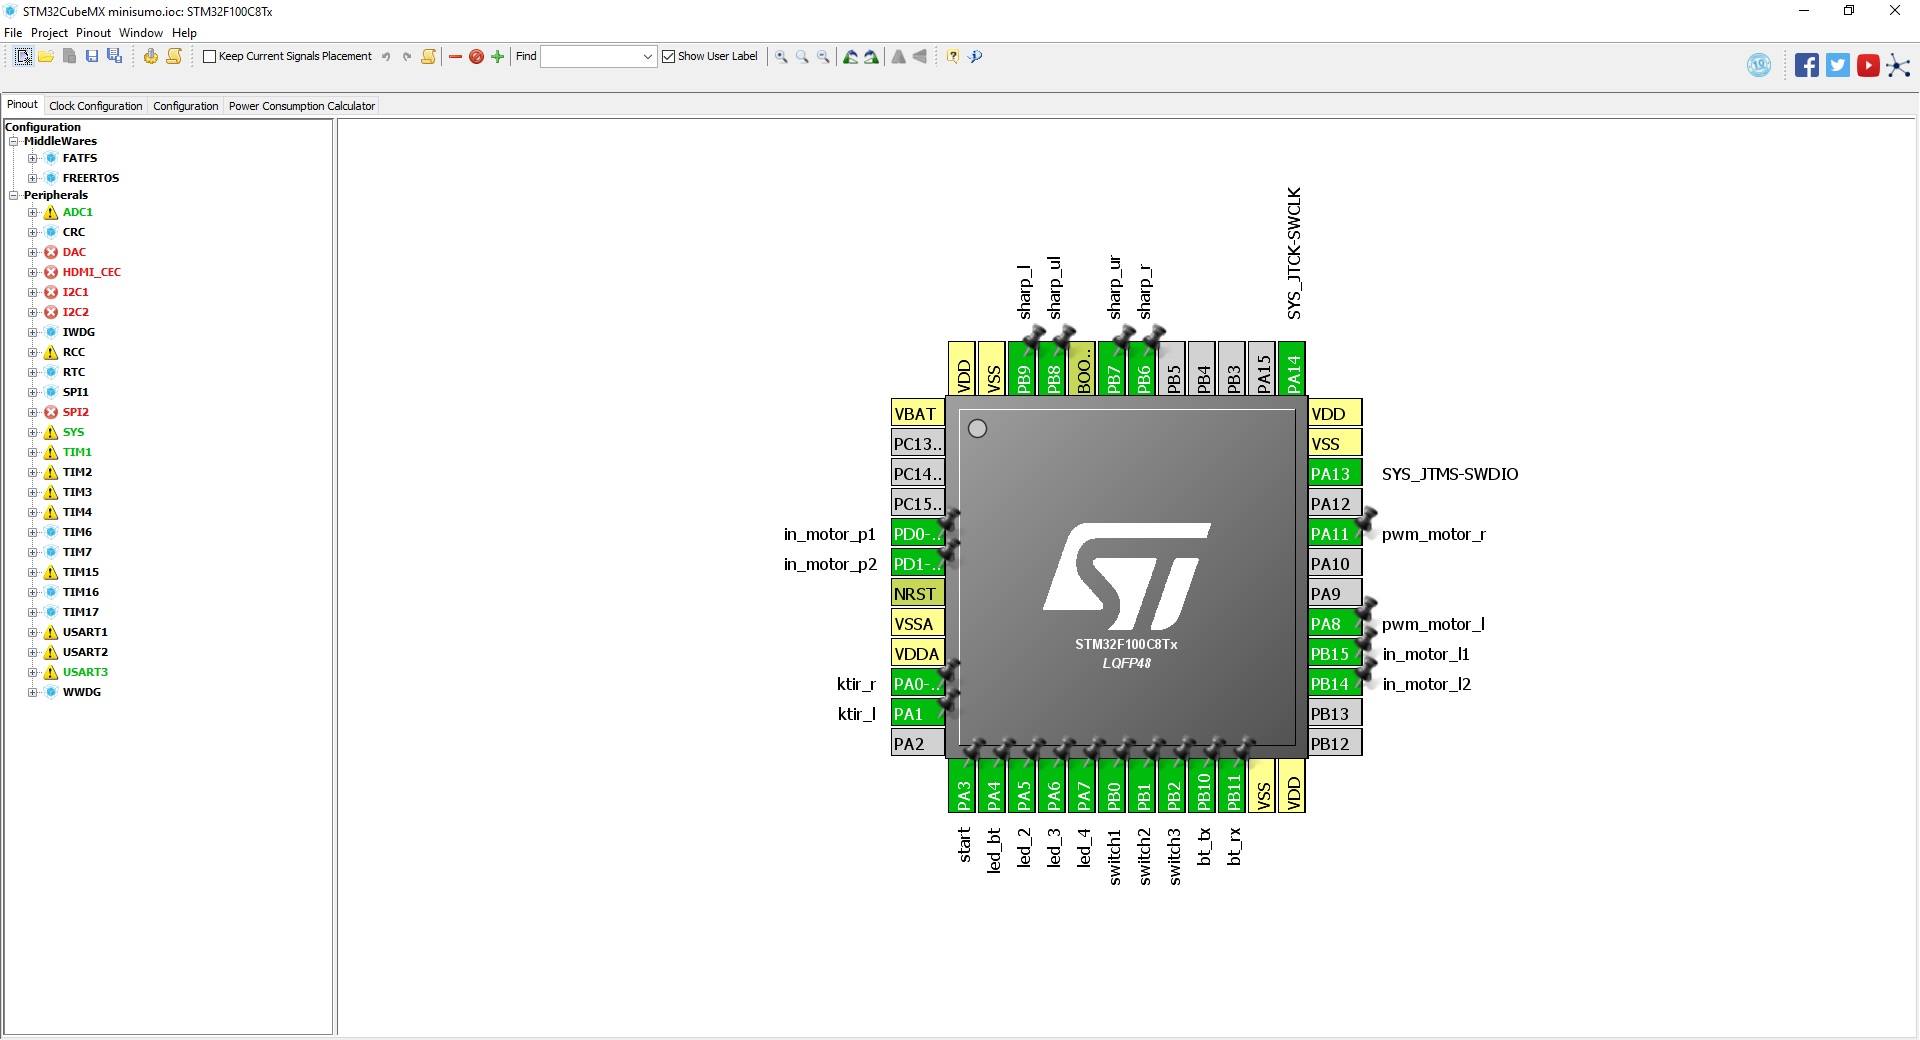 STM32CubeMX minisumo.ioc: STM32F100C8Tx
File Project Pinout Window Help
Keep Current Signals Placement Find Show User Label
19
Pinout Clock Configuration Configuration Power Consumption Calculator
Configuration
MiddleWares
FATFS
FREERTOS
Peripherals
ADC1
CRC
DAC
HDMI_CEC
I2C1
I2C2
IWDG
RCC
RTC
SPI1
SPI2
SYS
TIM1
TIM2
TIM3
TIM4
TIM6
TIM7
TIM15
TIM16
TIM17
USART1
USART2
USART3
WWDG
sharp_l
sharp_ul
sharp_ur
sharp_r
SYS_JTCK-SWCLK
VDD
VSS
PB9
PB8
BOO..
PB7
PB6
PB5
PB4
PB3
PA15
PA14
VBAT
PC13..
PC14..
PC15..
in_motor_p1 PD0-..
in_motor_p2 PD1-..
NRST
VSSA
VDDA
ktir_r PA0-..
ktir_l PA1
PA2
ST
STM32F100C8Tx
LQFP48
VDD
VSS
PA13 SYS_JTMS-SWDIO
PA12
PA11 pwm_motor_r
PA10
PA9
PA8 pwm_motor_l
PB15 in_motor_l1
PB14 in_motor_l2
PB13
PB12
PA3
PA4
PA5
PA6
PA7
PB0
PB1
PB2
PB10
PB11
VSS
VDD
start
led_bt
led_2
led_3
led_4
switch1
switch2
switch3
bt_tx
bt_rx